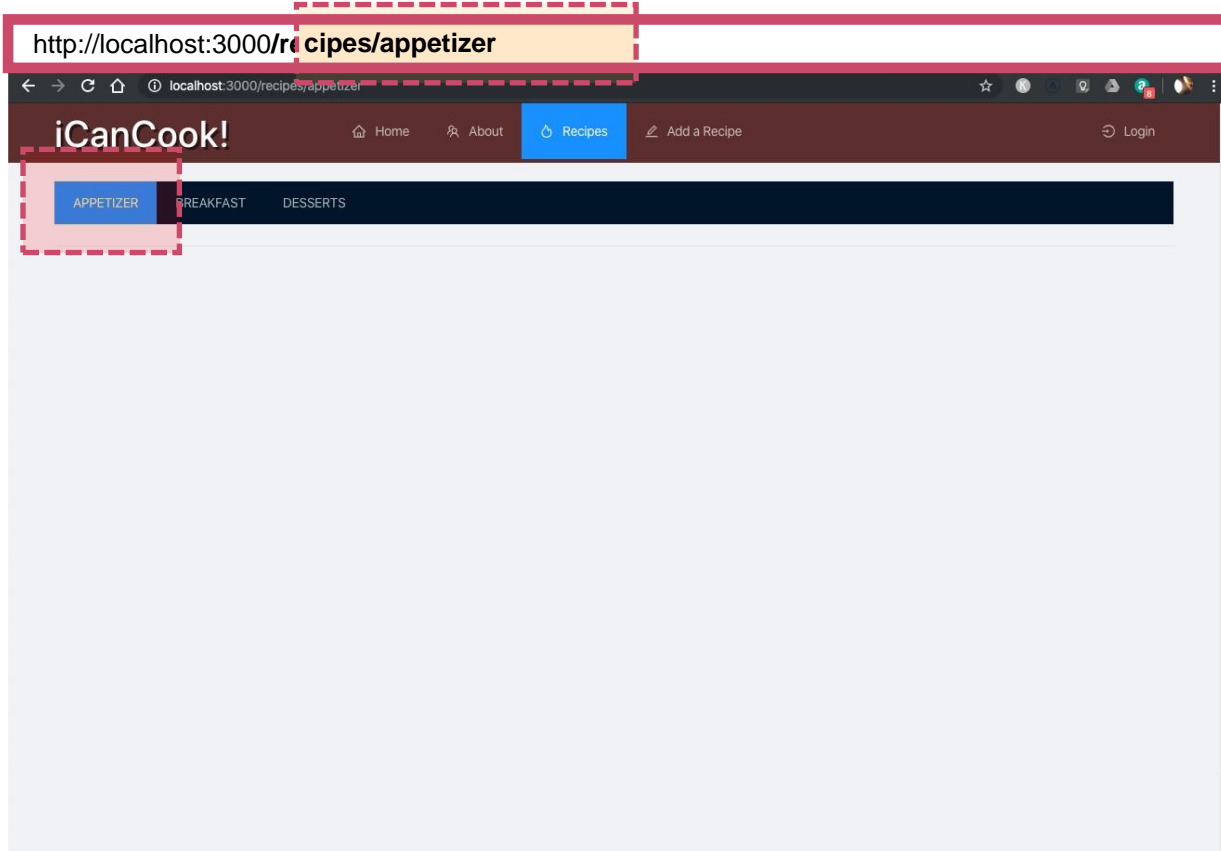 http://localhost:3000/recipes/appetizer
localhost:3000/recipes/appetizer
iCanCook!
Home
About
Recipes
Add a Recipe
Login
APPETIZER
BREAKFAST
DESSERTS